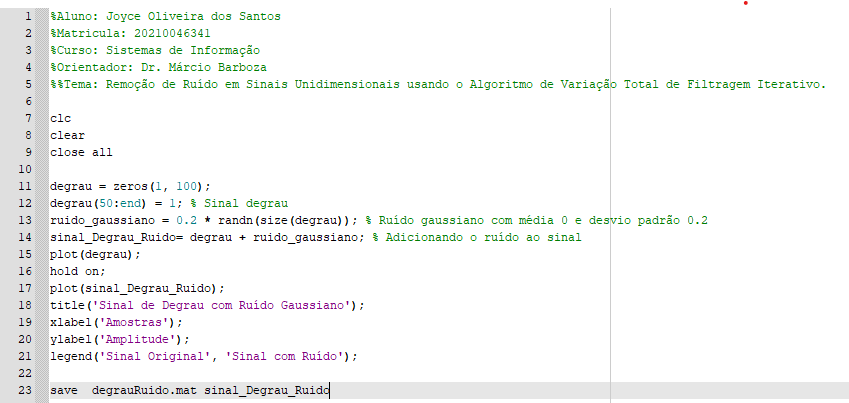 1 %Aluno: Joyce Oliveira dos Santos
2 %Matricula: 20210046341
3 %Curso: Sistemas de Informação
4 %Orientador: Dr. Márcio Barboza
5 %%Tema: Remoção de Ruído em Sinais Unidimensionais usando o Algoritmo de Variação Total de Filtragem Iterativo.
6
7 clc
8 clear
9 close all
10
11 degrau = zeros(1, 100);
12 degrau(50:end) = 1; % Sinal degrau
13 ruido_gaussiano = 0.2 * randn(size(degrau)); % Ruído gaussiano com média 0 e desvio padrão 0.2
14 sinal_Degrau_Ruido= degrau + ruido_gaussiano; % Adicionando o ruído ao sinal
15 plot(degrau);
16 hold on;
17 plot(sinal_Degrau_Ruido);
18 title('Sinal de Degrau com Ruído Gaussiano');
19 xlabel('Amostras');
20 ylabel('Amplitude');
21 legend('Sinal Original', 'Sinal com Ruído');
22
23 save  degrauRuido.mat sinal_Degrau_Ruido